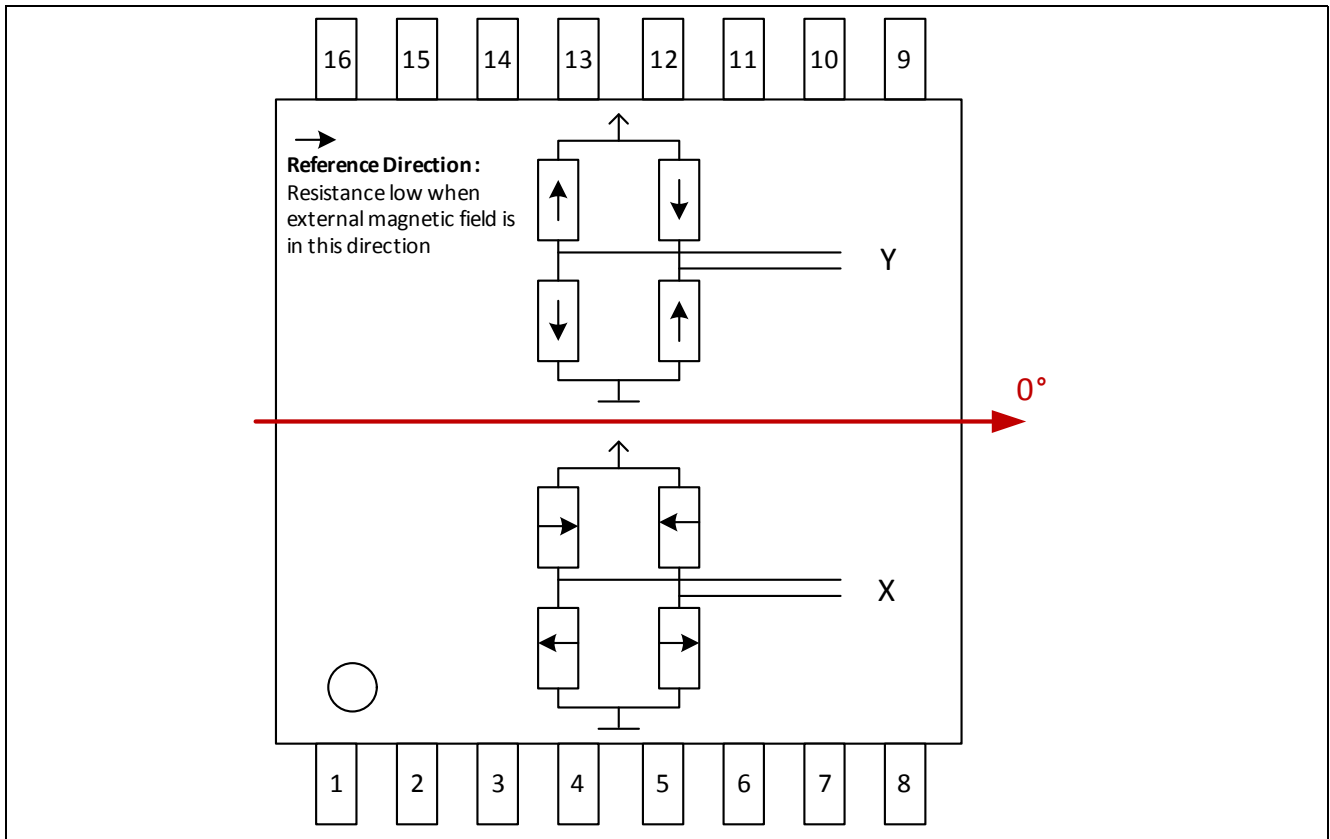 16 15 14 13 12 11 10 9
Reference Direction:
Resistance low when
external magnetic field is
in this direction
Y
0°
X
1 2 3 4 5 6 7 8